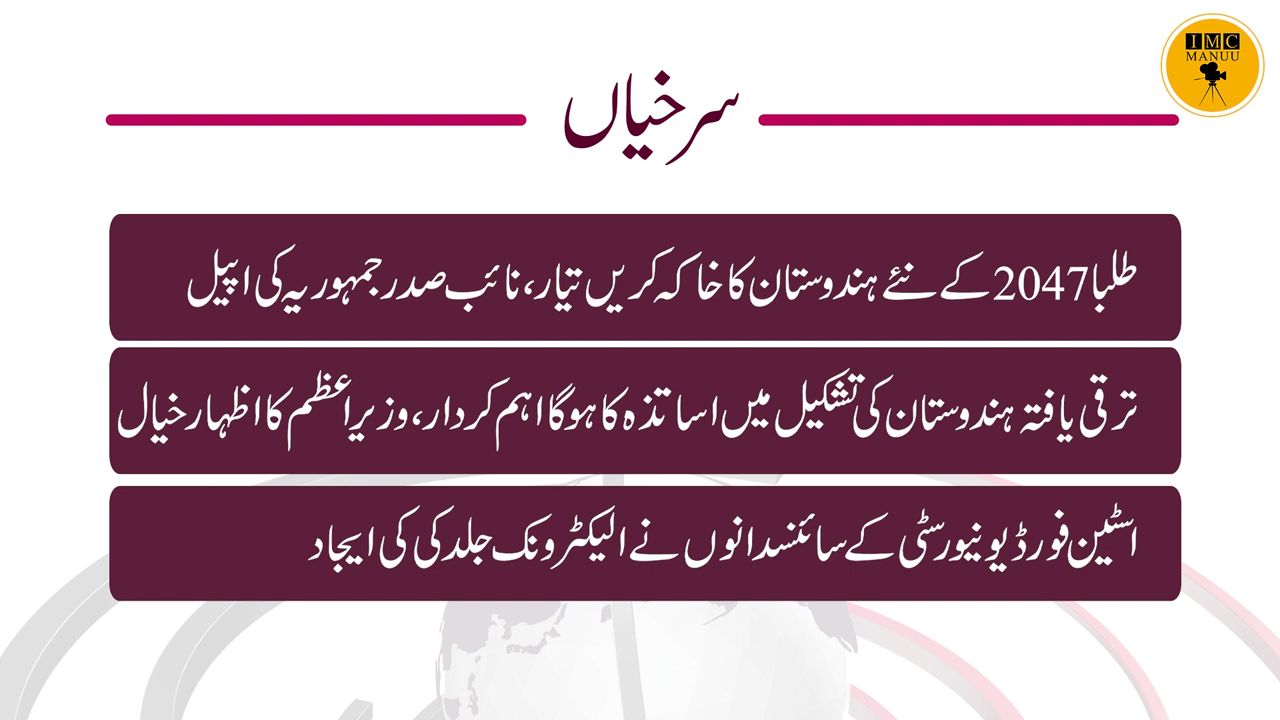 IMC
MANUU
سرخیاں
طلبا 2047 کے نئے ہندوستان کا خاکہ کریں تیار، نائب صدر جمہوریہ کی اپیل
ترقی یافتہ ہندوستان کی تشکیل میں اساتذہ کا ہوگا اہم کردار، وزیراعظم کا اظہار خیال
اسٹین فورڈ یونیورسٹی کے سائنسدانوں نے الیکٹرونک جلد کی کی ایجاد